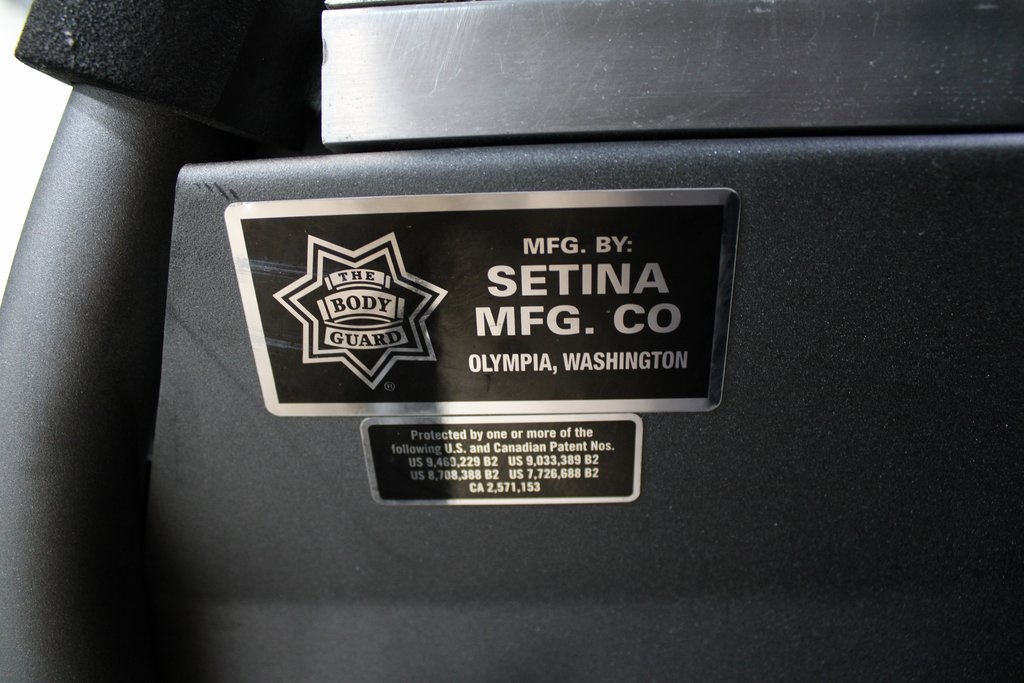 THE
BODY
GUARD
®
MFG. BY:
SETINA
MFG. CO
OLYMPIA, WASHINGTON
Protected by one or more of the
following U.S. and Canadian Patent Nos.
US 9,463,229 B2 US 9,033,389 B2
US 8,708,388 B2 US 7,726,688 B2
CA 2,571,153